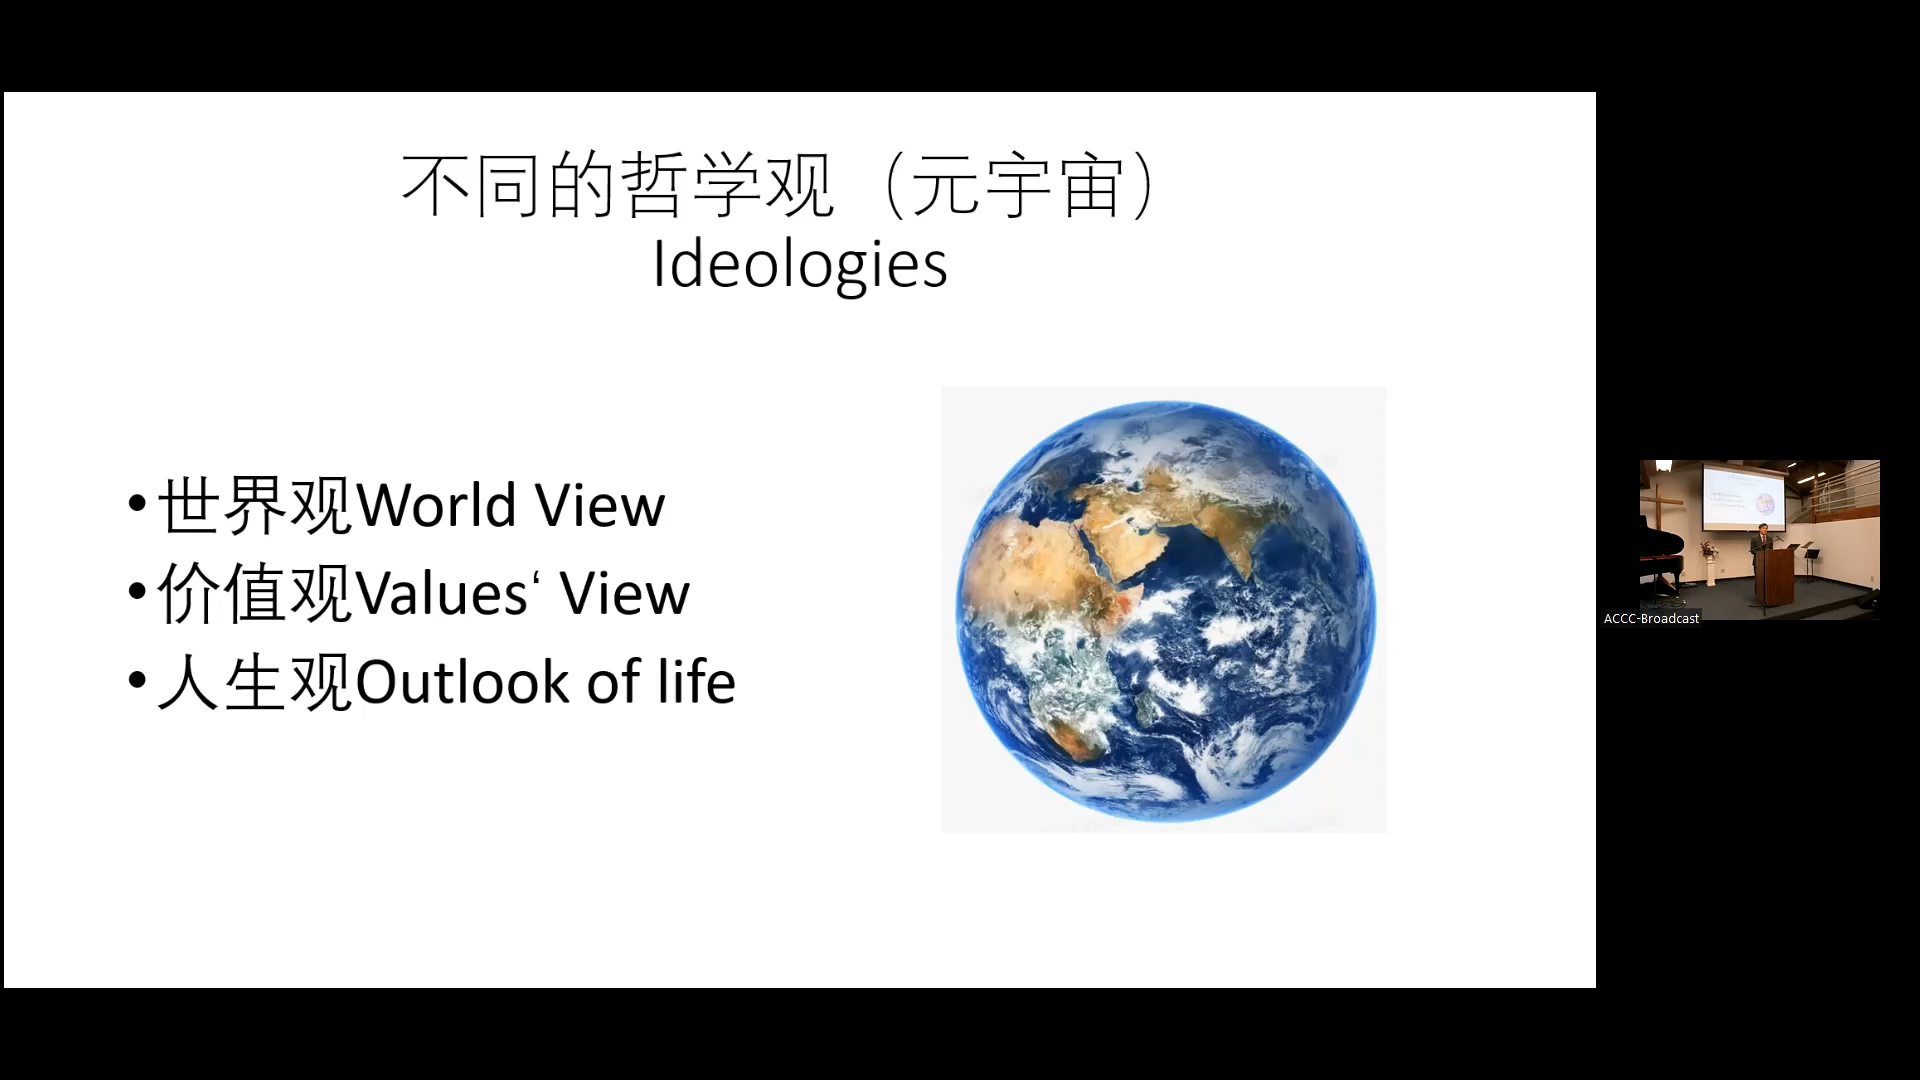 不同的哲学观（元宇宙）
Ideologies
•世界观World View
•价值观Values‘ View
•人生观Outlook of life
ACCC-Broadcast